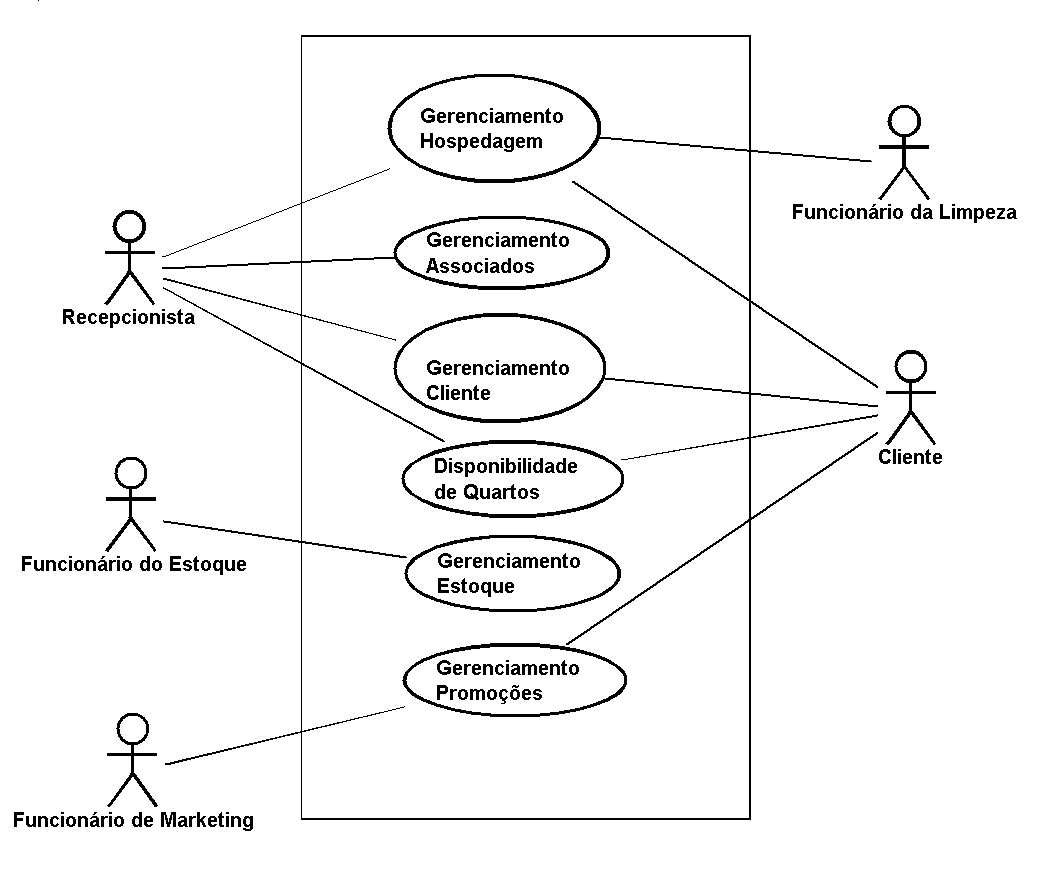 Gerenciamento
Hospedagem
Funcionário da Limpeza
Gerenciamento
Associados
Recepcionista
Gerenciamento
Cliente
Cliente
Disponibilidade
de Quartos
Funcionário do Estoque
Gerenciamento
Estoque
Gerenciamento
Promoções
Funcionário de Marketing